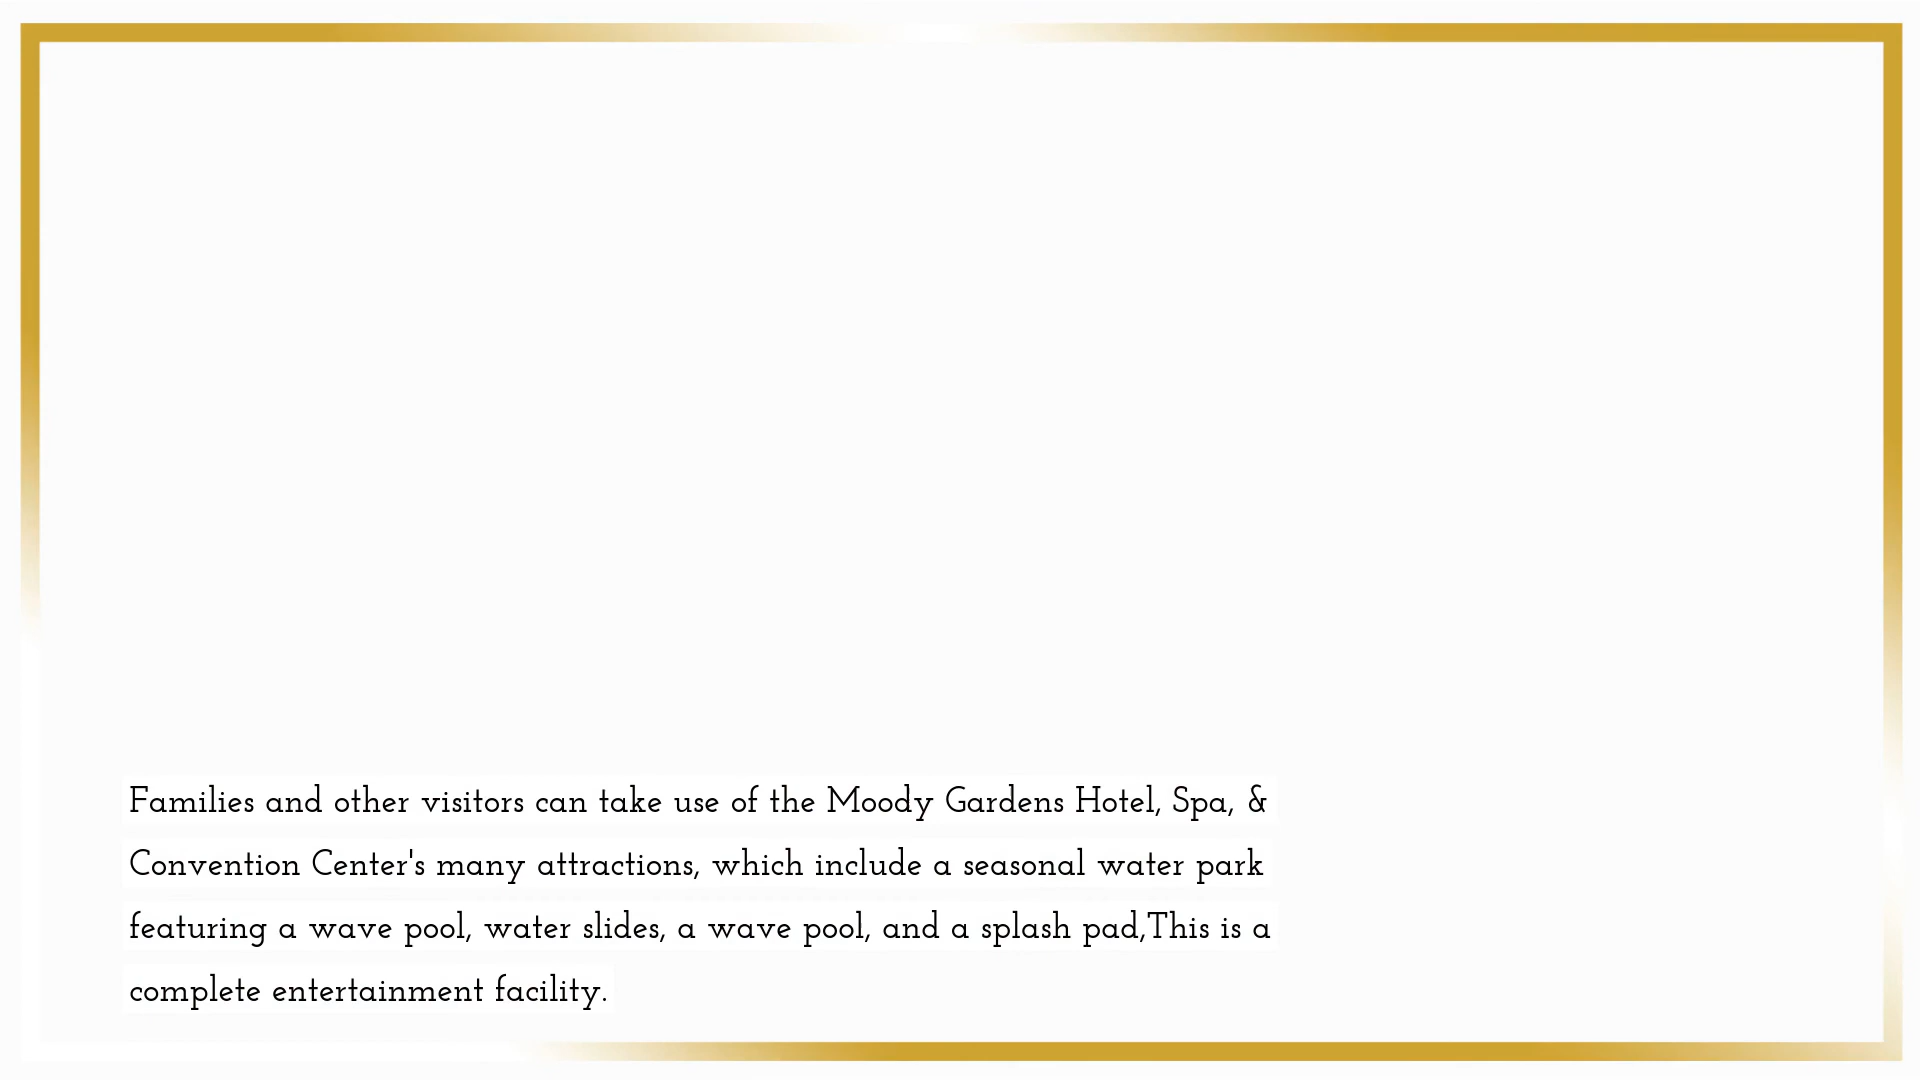 Families and other visitors can take use of the Moody Gardens Hotel, Spa, &
Convention Center's many attractions, which include a seasonal water park
featuring a wave pool, water slides, a wave pool, and a splash pad,This is a
complete entertainment facility.